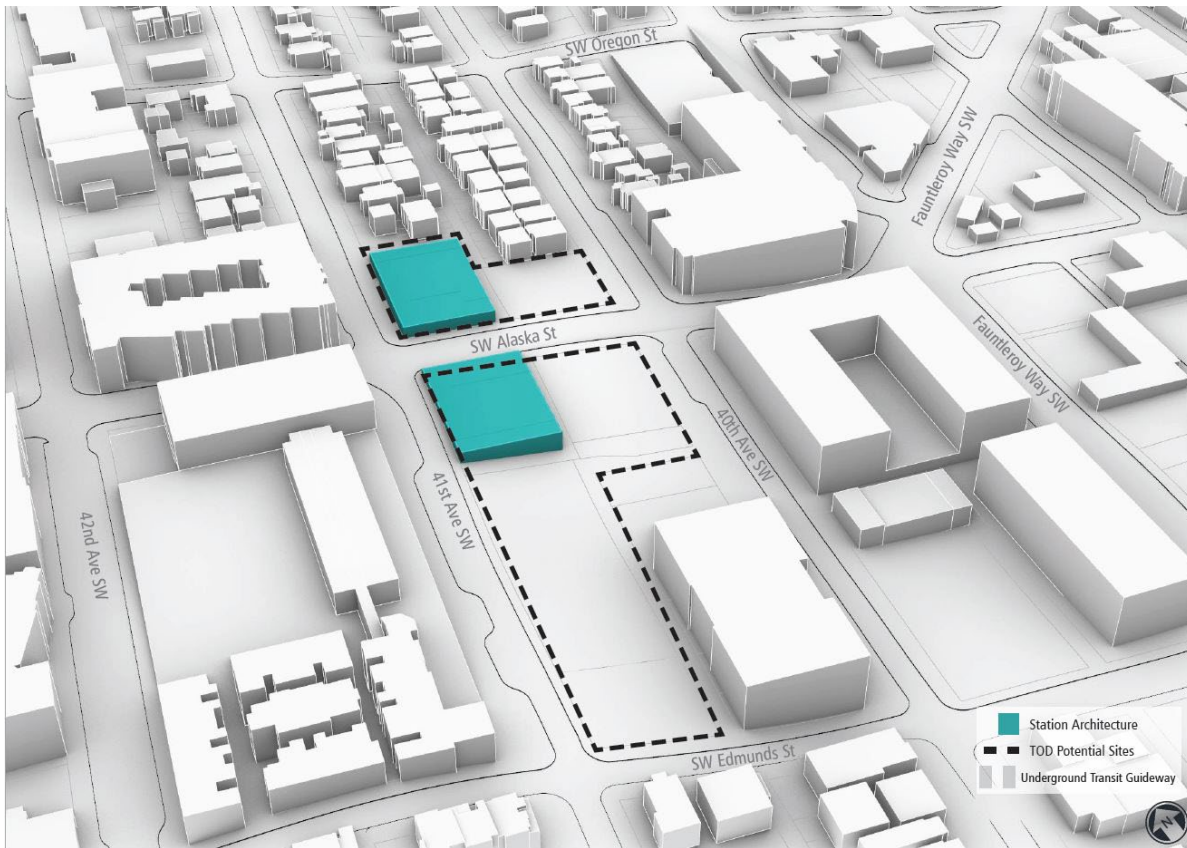 SW Oregon St
Fauntleroy Way SW
SW Alaska St
Fauntleroy Way SW
40th Ave SW
41st Ave SW
42nd Ave SW
SW Edmunds St
Station Architecture
TOD Potential Sites
Underground Transit Guideway
N